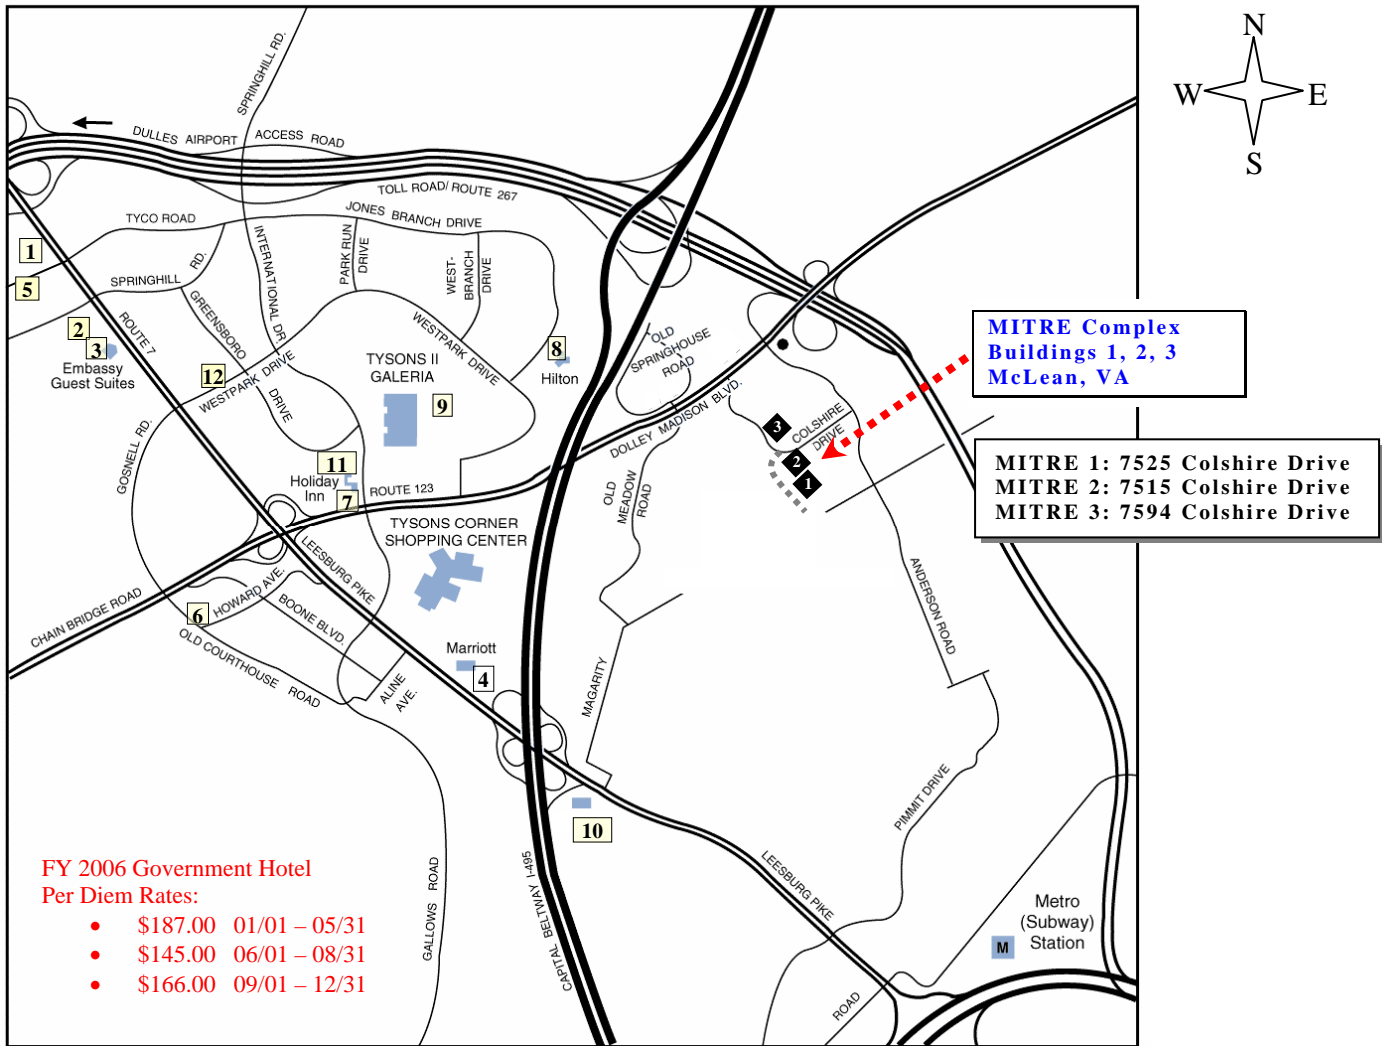 N
W E
S
SPRINGHILL RD.
DULLES AIRPORT ACCESS ROAD
TOLL ROAD/ ROUTE 267
TYCO ROAD
JONES BRANCH DRIVE
INTERNATIONAL DR.
PARK RUN
DRIVE
WEST-
BRANCH
DRIVE
1
5
SPRINGHILL RD.
GREENSBORO
DRIVE
ROUTE 7
2
3
Embassy
Guest Suites
12
WESTPARK DRIVE
WESTPARK DRIVE
TYSONS II
GALERIA
9
8
Hilton
OLD
SPRINGHOUSE
ROAD
DOLLEY MADISON BLVD.
MITRE Complex
Buildings 1, 2, 3
McLean, VA
3
COLSHIRE
DRIVE
2
1
MITRE 1: 7525 Colshire Drive
MITRE 2: 7515 Colshire Drive
MITRE 3: 7594 Colshire Drive
GOSNELL RD.
11
Holiday
Inn
7
ROUTE 123
OLD
MEADOW
ROAD
TYSONS CORNER
SHOPPING CENTER
LEESBURG PIKE
CHAIN BRIDGE ROAD
6
HOWARD AVE.
BOONE BLVD.
OLD COURTHOUSE ROAD
ALINE
AVE.
Marriott
4
MAGARITY
ANDERSON ROAD
PIMMIT DRIVE
10
LEESBURG PIKE
CAPITAL BELTWAY I-495
GALLOWS ROAD
Metro
(Subway)
Station
M
ROAD
FY 2006 Government Hotel
Per Diem Rates:
• $187.00 01/01 – 05/31
• $145.00 06/01 – 08/31
• $166.00 09/01 – 12/31